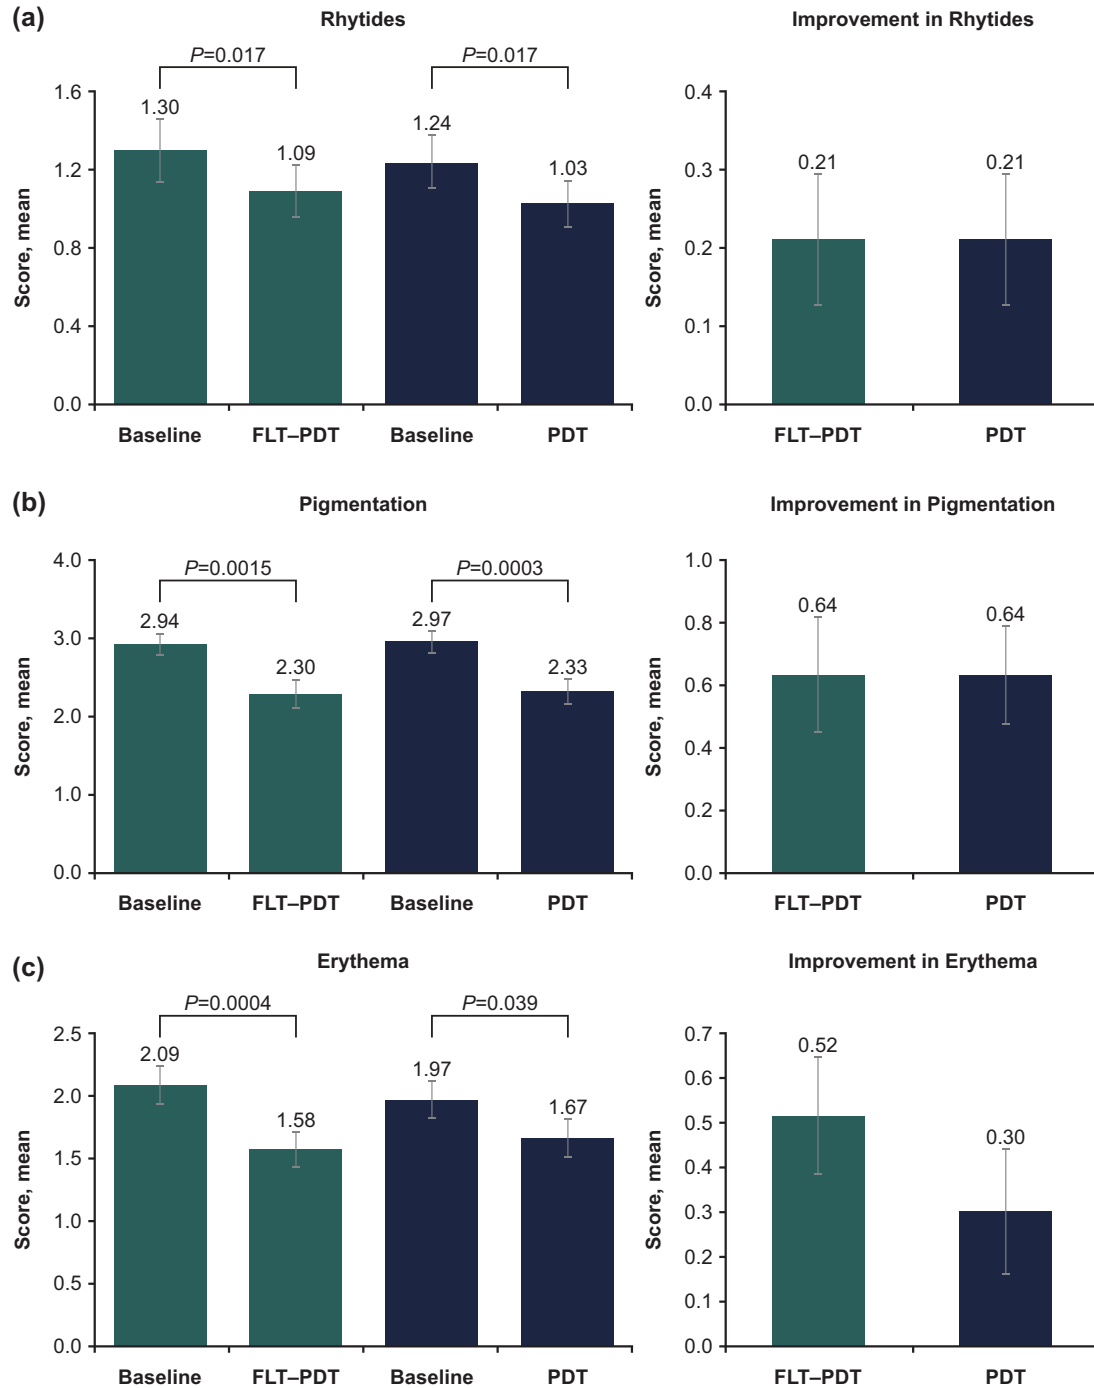 (a)
Rhytides
P=0.017
P=0.017
Score, mean
1.6
1.2
0.8
0.4
0.0
1.30
1.09
1.24
1.03
Baseline
FLT–PDT
Baseline
PDT
Improvement in Rhytides
Score, mean
0.4
0.3
0.2
0.1
0.0
0.21
0.21
FLT–PDT
PDT
(b)
Pigmentation
P=0.0015
P=0.0003
Score, mean
4.0
3.0
2.0
1.0
0.0
2.94
2.30
2.97
2.33
Baseline
FLT–PDT
Baseline
PDT
Improvement in Pigmentation
Score, mean
1.0
0.8
0.6
0.4
0.2
0.0
0.64
0.64
FLT–PDT
PDT
(c)
Erythema
P=0.0004
P=0.039
Score, mean
2.5
2.0
1.5
1.0
0.5
0.0
2.09
1.58
1.97
1.67
Baseline
FLT–PDT
Baseline
PDT
Improvement in Erythema
Score, mean
0.7
0.6
0.5
0.4
0.3
0.2
0.1
0.0
0.52
0.30
FLT–PDT
PDT